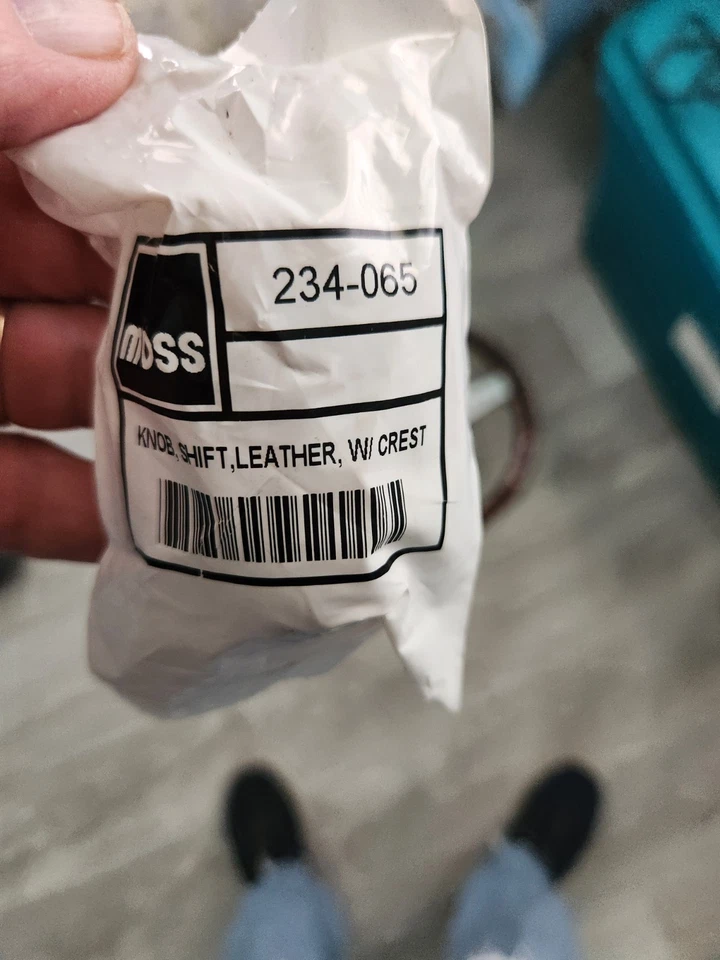 moss
234-065
KNOB, SHIFT,LEATHER, W/ CREST